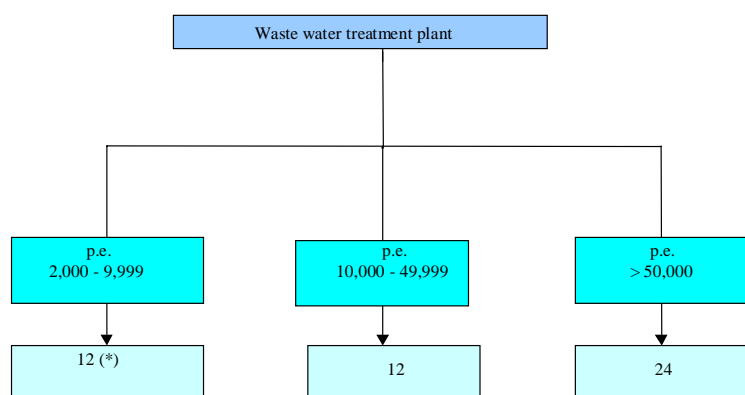 Waste water treatment plant
p.e.
2,000 - 9,999
p.e.
10,000 - 49,999
p.e.
> 50,000
12 (*)
12
24